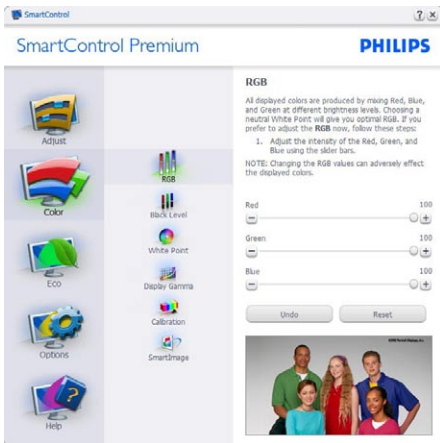 SmartControl
? x
SmartControl Premium
PHILIPS
Adjust
Color
Eco
Options
Help
RGB
Black Level
White Point
Display Gamma
Calibration
SmartImage
RGB
All displayed colors are produced by mixing Red, Blue,
and Green at different brightness levels. Choosing a
neutral White Point will give you optimal RGB. If you
prefer to adjust the RGB now, follow these steps:
1. Adjust the intensity of the Red, Green, and
Blue using the slider bars.
NOTE: Changing the RGB values can adversely effect
the displayed colors.
Red 100
Green 100
Blue 100
Undo Reset